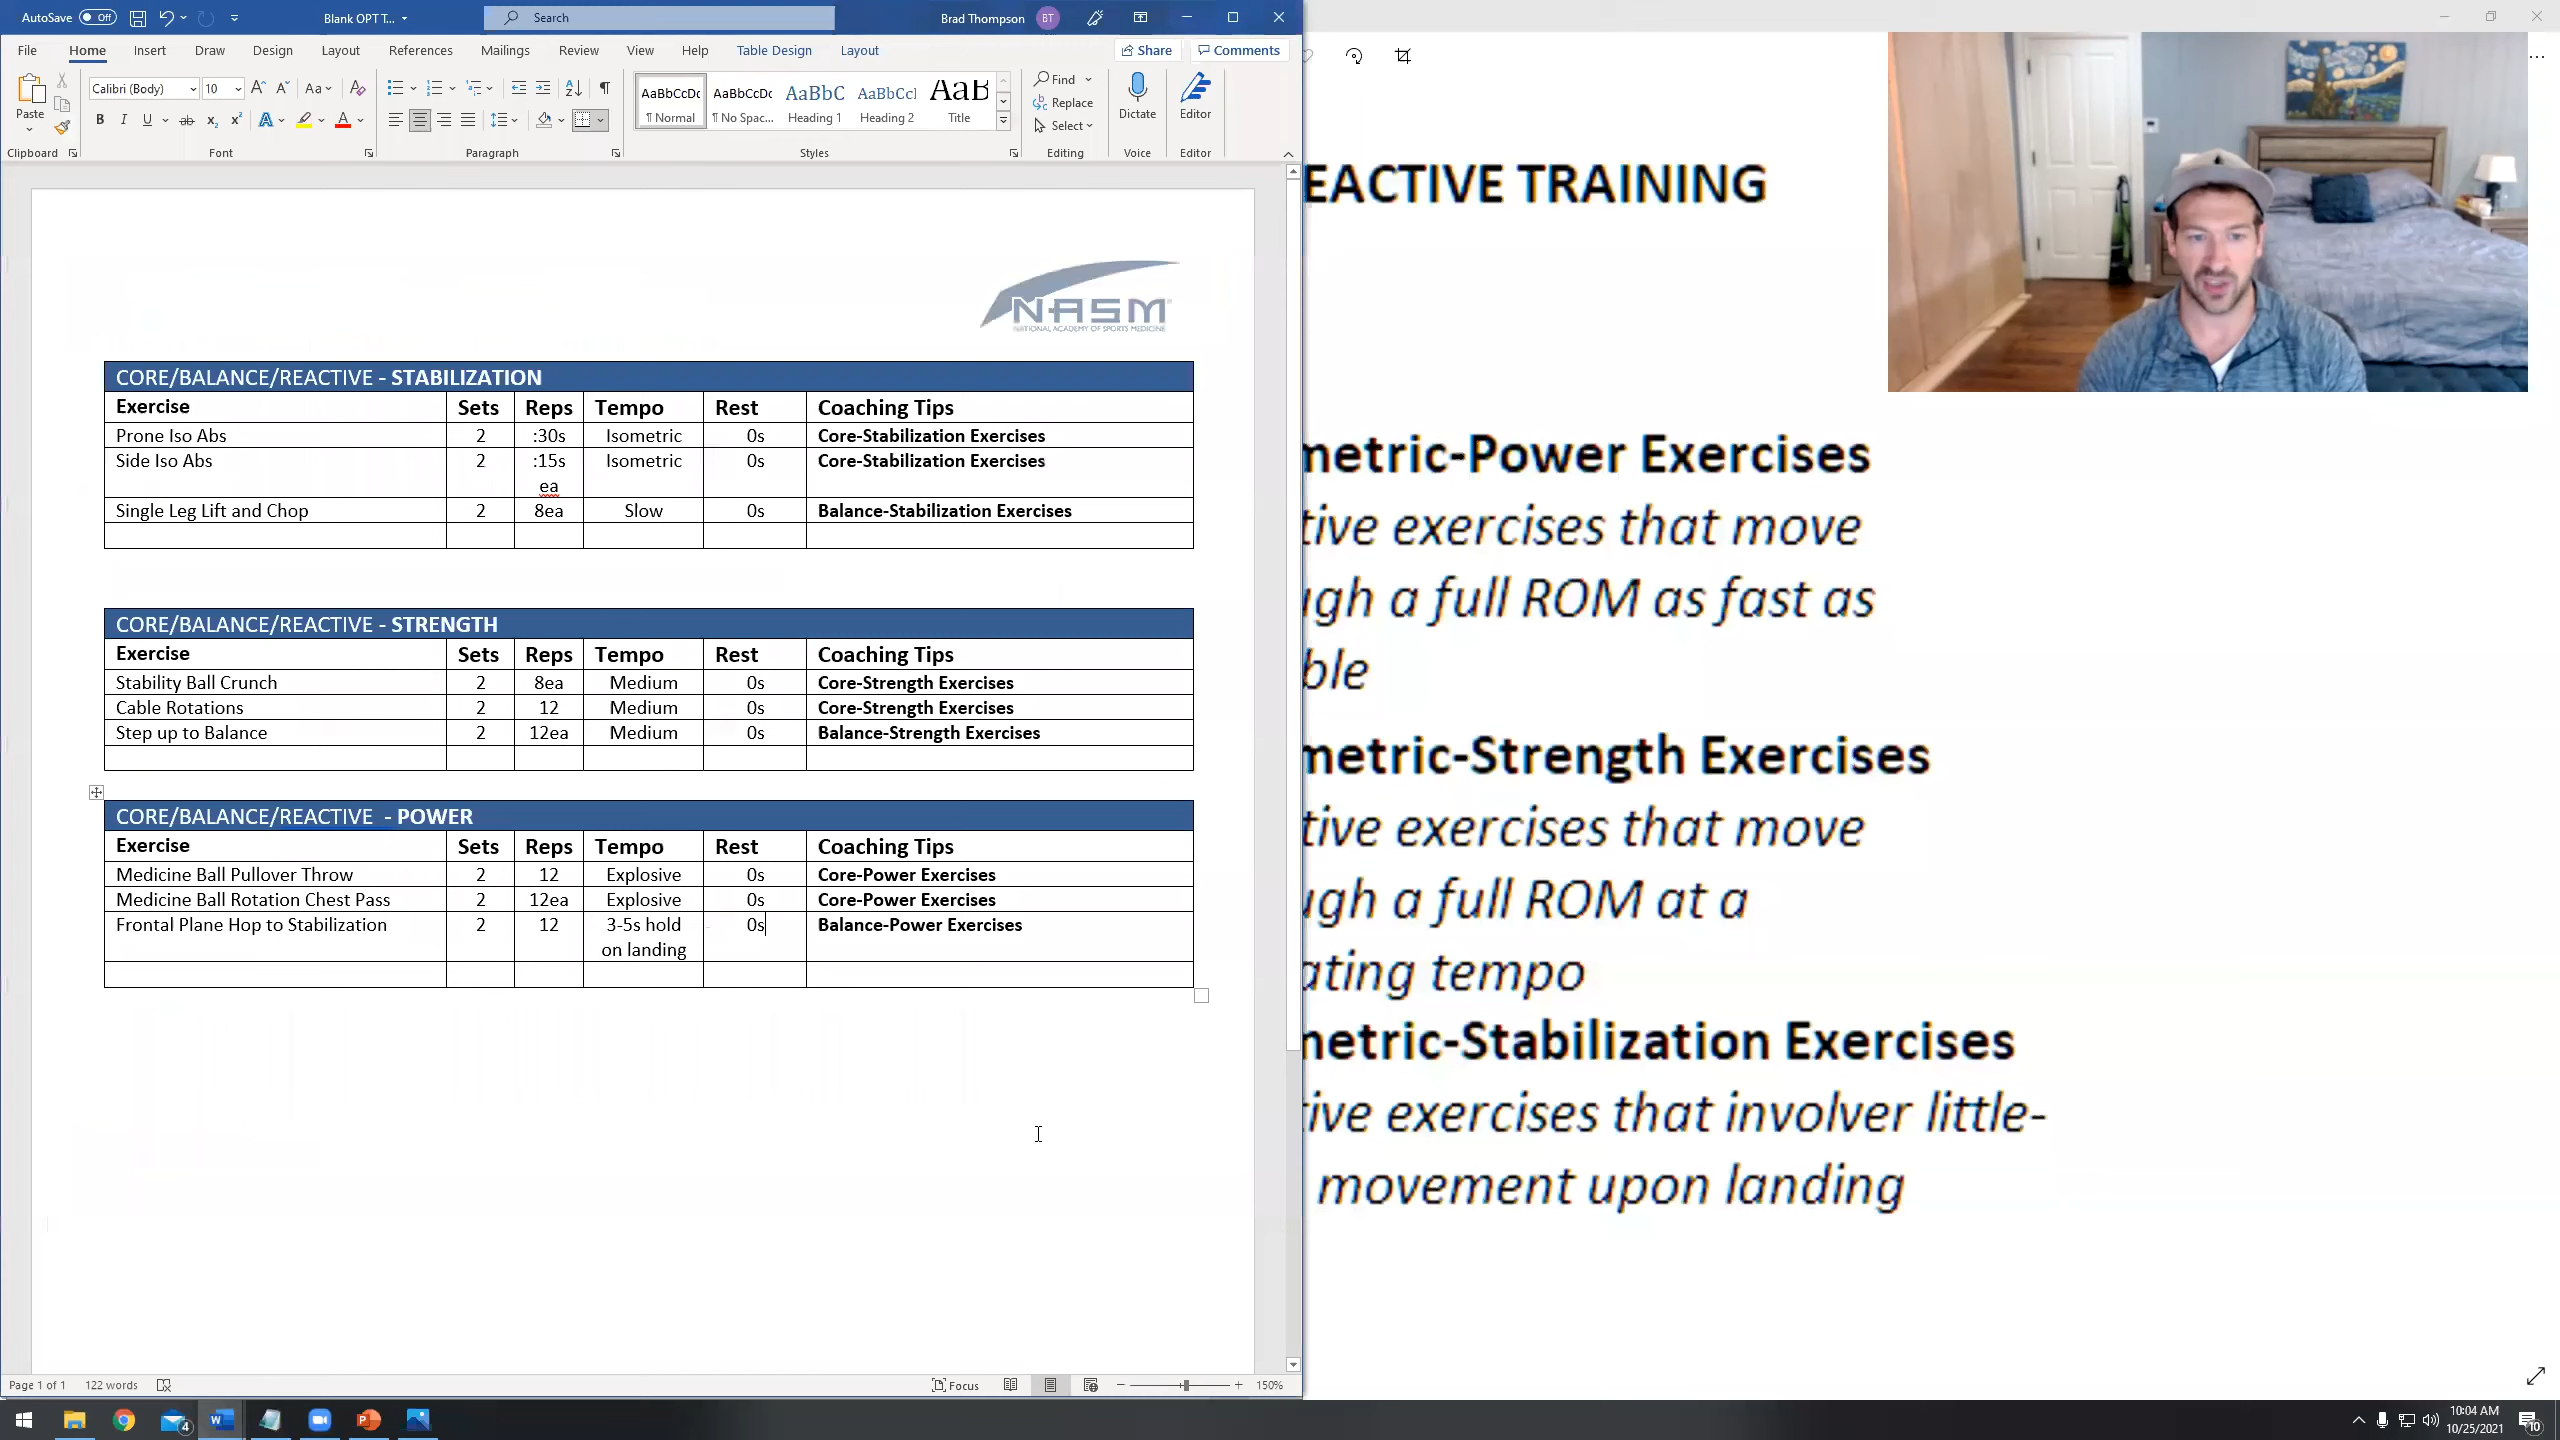 AutoSave Off Blank OPT T... Search Brad Thompson BT
File Home Insert Draw Design Layout References Mailings Review View Help Table Design Layout Share Comments
Calibri (Body) 10 Aa AaBbCcDc AaBbCcDc AaBbC AaBbCcI AaB Find
Paste ¶ Normal ¶ No Spac... Heading 1 Heading 2 Title Replace Dictate Editor
Select
Clipboard Font Paragraph Styles Editing Voice Editor
NASM
NATIONAL ACADEMY OF SPORTS MEDICINE
CORE/BALANCE/REACTIVE - STABILIZATION
Exercise Sets Reps Tempo Rest Coaching Tips
Prone Iso Abs 2 :30s Isometric 0s Core-Stabilization Exercises
Side Iso Abs 2 :15s Isometric 0s Core-Stabilization Exercises
ea
Single Leg Lift and Chop 2 8ea Slow 0s Balance-Stabilization Exercises
CORE/BALANCE/REACTIVE - STRENGTH
Exercise Sets Reps Tempo Rest Coaching Tips
Stability Ball Crunch 2 8ea Medium 0s Core-Strength Exercises
Cable Rotations 2 12 Medium 0s Core-Strength Exercises
Step up to Balance 2 12ea Medium 0s Balance-Strength Exercises
CORE/BALANCE/REACTIVE - POWER
Exercise Sets Reps Tempo Rest Coaching Tips
Medicine Ball Pullover Throw 2 12 Explosive 0s Core-Power Exercises
Medicine Ball Rotation Chest Pass 2 12ea Explosive 0s Core-Power Exercises
Frontal Plane Hop to Stabilization 2 12 3-5s hold 0s Balance-Power Exercises
on landing
Page 1 of 1 122 words Focus 150%
EACTIVE TRAINING
metric-Power Exercises
tive exercises that move
gh a full ROM as fast as
ble
metric-Strength Exercises
tive exercises that move
ugh a full ROM at a
ating tempo
metric-Stabilization Exercises
tive exercises that involver little-
movement upon landing
4
10:04 AM
10/25/2021
10